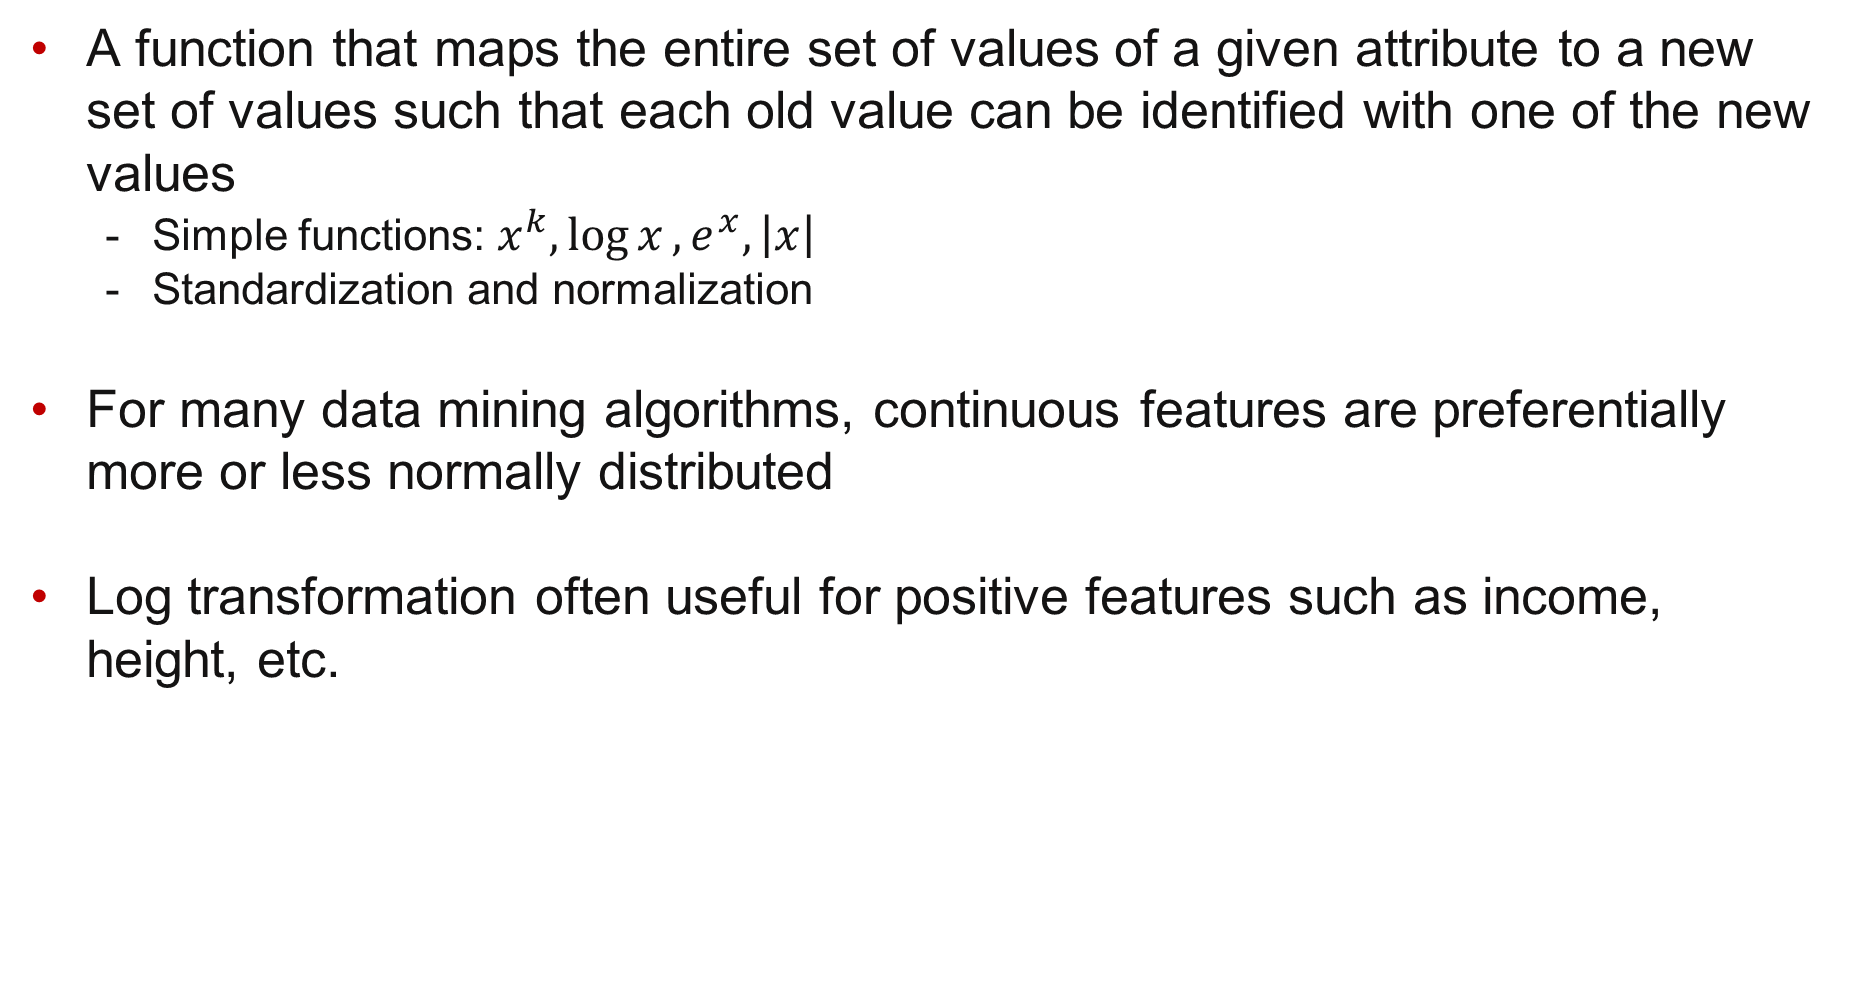 • A function that maps the entire set of values of a given attribute to a new
set of values such that each old value can be identified with one of the new
values
- Simple functions: x^k, log x , e^x, |x|
- Standardization and normalization
• For many data mining algorithms, continuous features are preferentially
more or less normally distributed
• Log transformation often useful for positive features such as income,
height, etc.